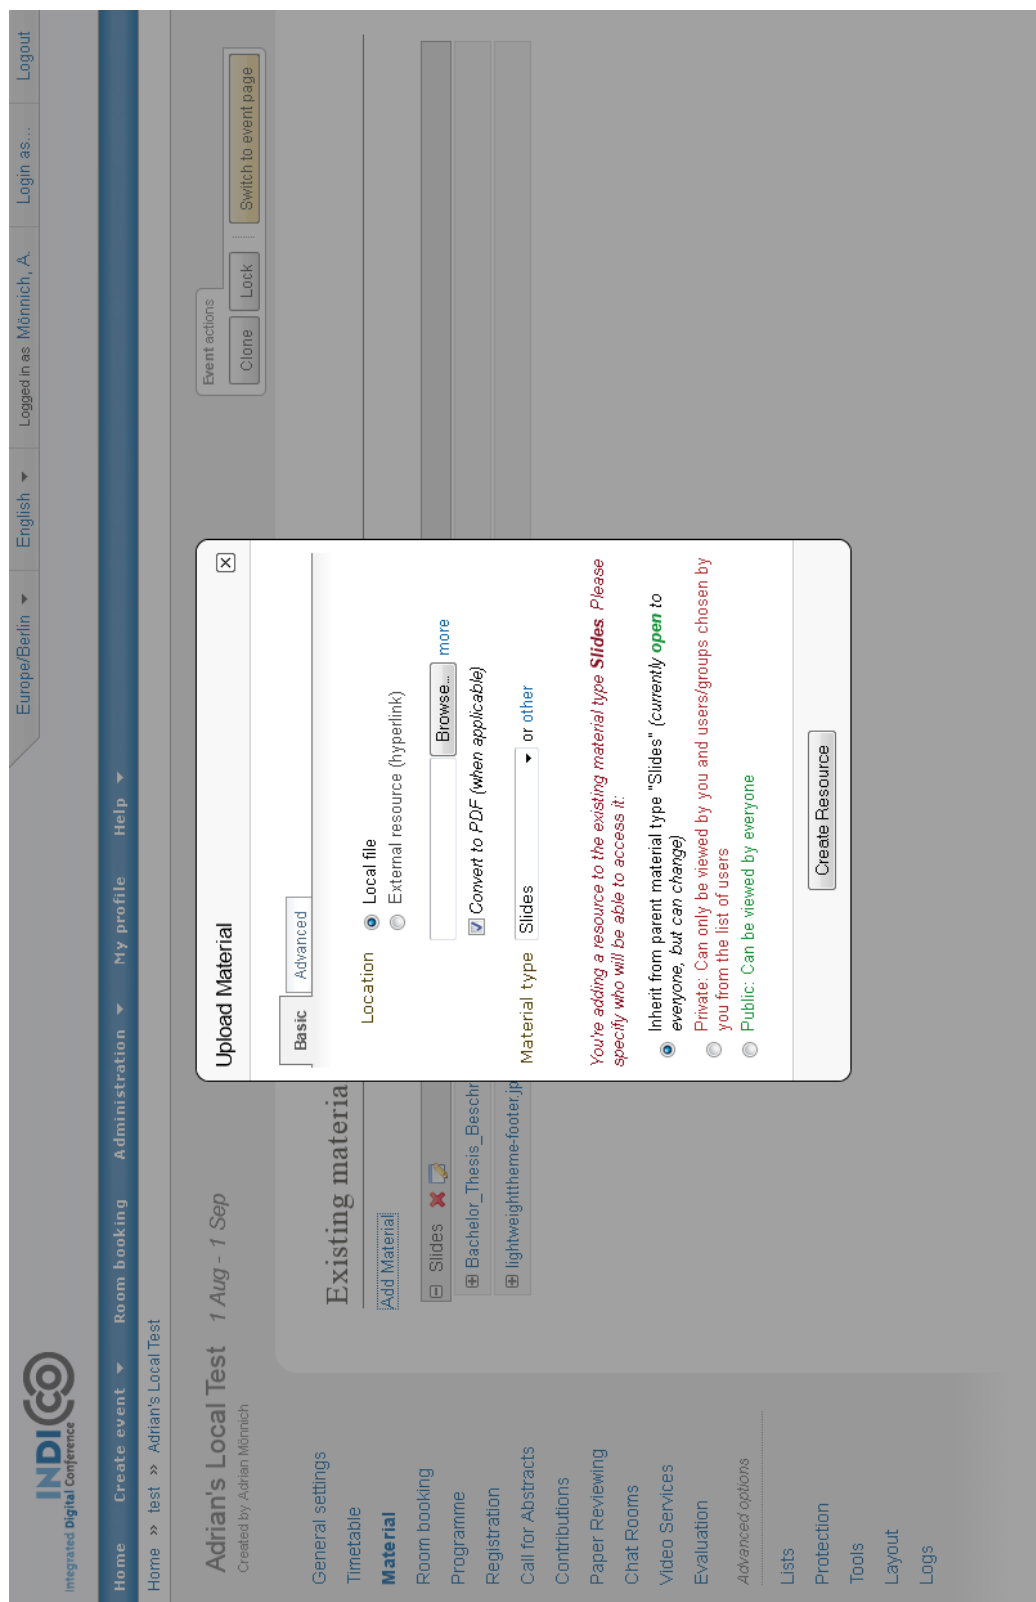 Europe/Berlin
English
Logged in as Mönnich, A.
Login as...
Logout
INDICO
Integrated Digital Conference
Home
Create event
Room booking
Administration
My profile
Help
Home >> test >> Adrian's Local Test
Adrian's Local Test 1 Aug - 1 Sep
Created by Adrian Mönnich
Event actions
Clone
Lock
Switch to event page
General settings
Timetable
Material
Room booking
Programme
Registration
Call for Abstracts
Contributions
Paper Reviewing
Chat Rooms
Video Services
Evaluation
Advanced options
Lists
Protection
Tools
Layout
Logs
Existing materia
Add Material
Slides
Bachelor_Thesis_Beschr
lightweighttheme-footer.jp
Upload Material
Basic
Advanced
Location
Local file
External resource (hyperlink)
Browse... more
Convert to PDF (when applicable)
Material type Slides or other
You're adding a resource to the existing material type Slides. Please
specify who will be able to access it:
Inherit from parent material type "Slides" (currently open to
everyone, but can change)
Private: Can only be viewed by you and users/groups chosen by
you from the list of users
Public: Can be viewed by everyone
Create Resource